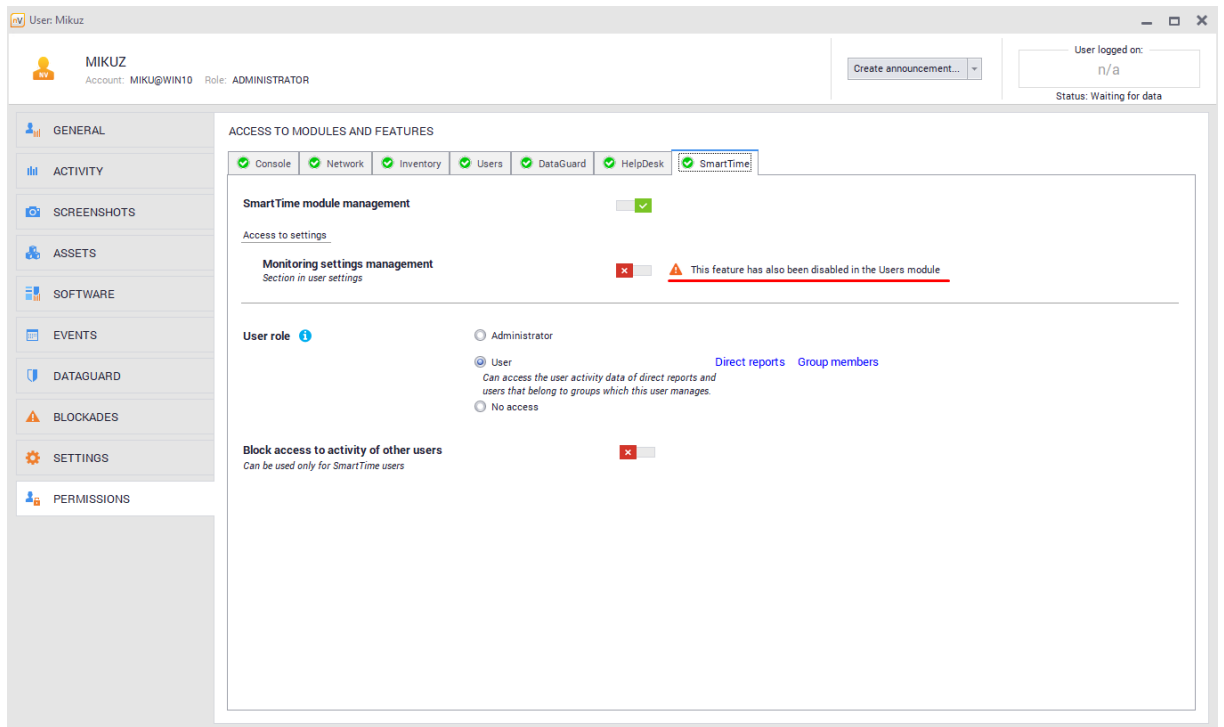 nV User: Mikuz
MIKUZ
Account: MIKU@WIN10 Role: ADMINISTRATOR
NV
Create announcement...
User logged on:
n/a
Status: Waiting for data
GENERAL
ACTIVITY
SCREENSHOTS
ASSETS
SOFTWARE
EVENTS
DATAGUARD
BLOCKADES
SETTINGS
PERMISSIONS
ACCESS TO MODULES AND FEATURES
Console Network Inventory Users DataGuard HelpDesk SmartTime
SmartTime module management
Access to settings
Monitoring settings management
Section in user settings
This feature has also been disabled in the Users module
User role
Administrator
User Direct reports Group members
Can access the user activity data of direct reports and
users that belong to groups which this user manages.
No access
Block access to activity of other users
Can be used only for SmartTime users